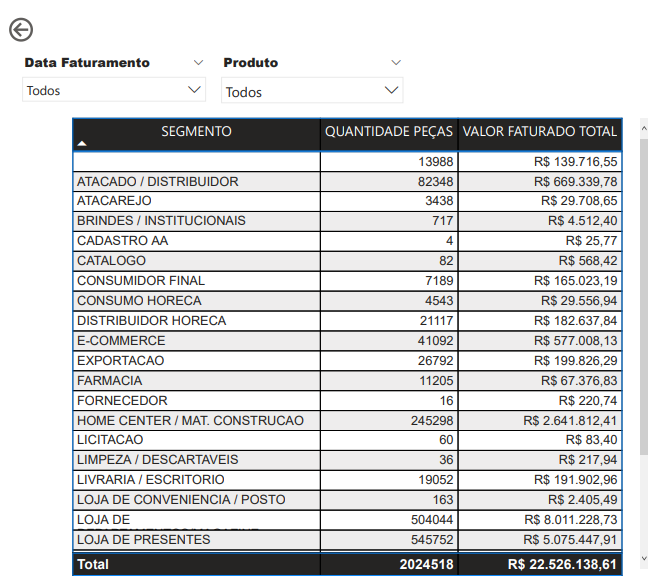 Data Faturamento Produto
Todos Todos
SEGMENTO QUANTIDADE PEÇAS VALOR FATURADO TOTAL
13988 R$ 139.716,55
ATACADO / DISTRIBUIDOR 82348 R$ 669.339,78
ATACAREJO 3438 R$ 29.708,65
BRINDES / INSTITUCIONAIS 717 R$ 4.512,40
CADASTRO AA 4 R$ 25,77
CATALOGO 82 R$ 568,42
CONSUMIDOR FINAL 7189 R$ 165.023,19
CONSUMO HORECA 4543 R$ 29.556,94
DISTRIBUIDOR HORECA 21117 R$ 182.637,84
E-COMMERCE 41092 R$ 577.008,13
EXPORTACAO 26792 R$ 199.826,29
FARMACIA 11205 R$ 67.376,83
FORNECEDOR 16 R$ 220,74
HOME CENTER / MAT. CONSTRUCAO 245298 R$ 2.641.812,41
LICITACAO 60 R$ 83,40
LIMPEZA / DESCARTAVEIS 36 R$ 217,94
LIVRARIA / ESCRITORIO 19052 R$ 191.902,96
LOJA DE CONVENIENCIA / POSTO 163 R$ 2.405,49
LOJA DE 504044 R$ 8.011.228,73
LOJA DE PRESENTES 545752 R$ 5.075.447,91
Total 2024518 R$ 22.526.138,61